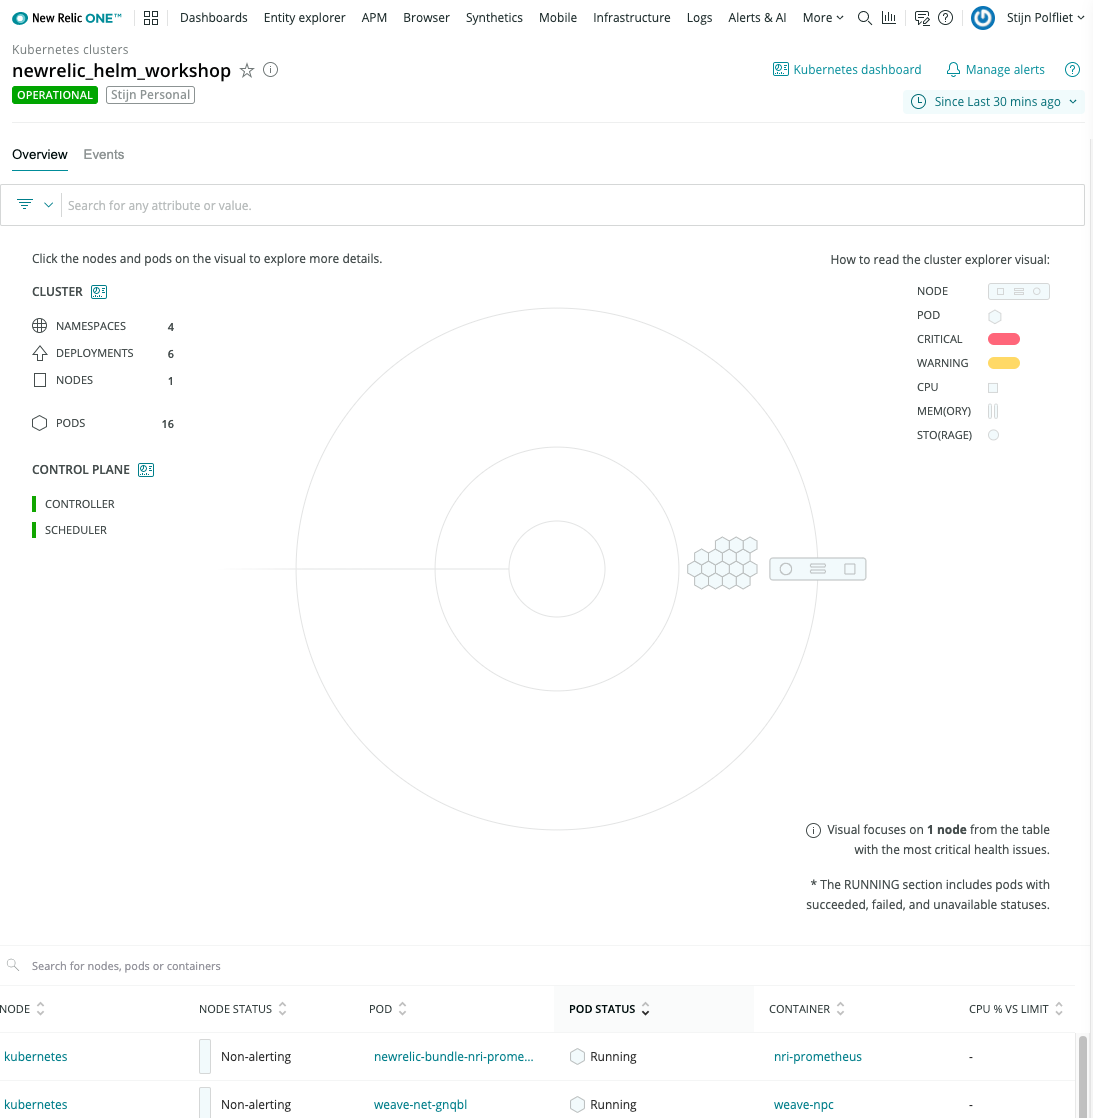 New Relic ONE™ Dashboards Entity explorer APM Browser Synthetics Mobile Infrastructure Logs Alerts & AI More Stijn Polfliet
Kubernetes clusters
newrelic_helm_workshop
Kubernetes dashboard Manage alerts
OPERATIONAL Stijn Personal
Since Last 30 mins ago
Overview Events
Search for any attribute or value.
Click the nodes and pods on the visual to explore more details.
How to read the cluster explorer visual:
CLUSTER
NAMESPACES 4
DEPLOYMENTS 6
NODES 1
PODS 16
CONTROL PLANE
CONTROLLER
SCHEDULER
NODE
POD
CRITICAL
WARNING
CPU
MEM(ORY)
STO(RAGE)
Visual focuses on 1 node from the table
with the most critical health issues.
* The RUNNING section includes pods with
succeeded, failed, and unavailable statuses.
Search for nodes, pods or containers
NODE NODE STATUS POD POD STATUS CONTAINER CPU % VS LIMIT
kubernetes Non-alerting newrelic-bundle-nri-prome... Running nri-prometheus -
kubernetes Non-alerting weave-net-gnqbl Running weave-npc -